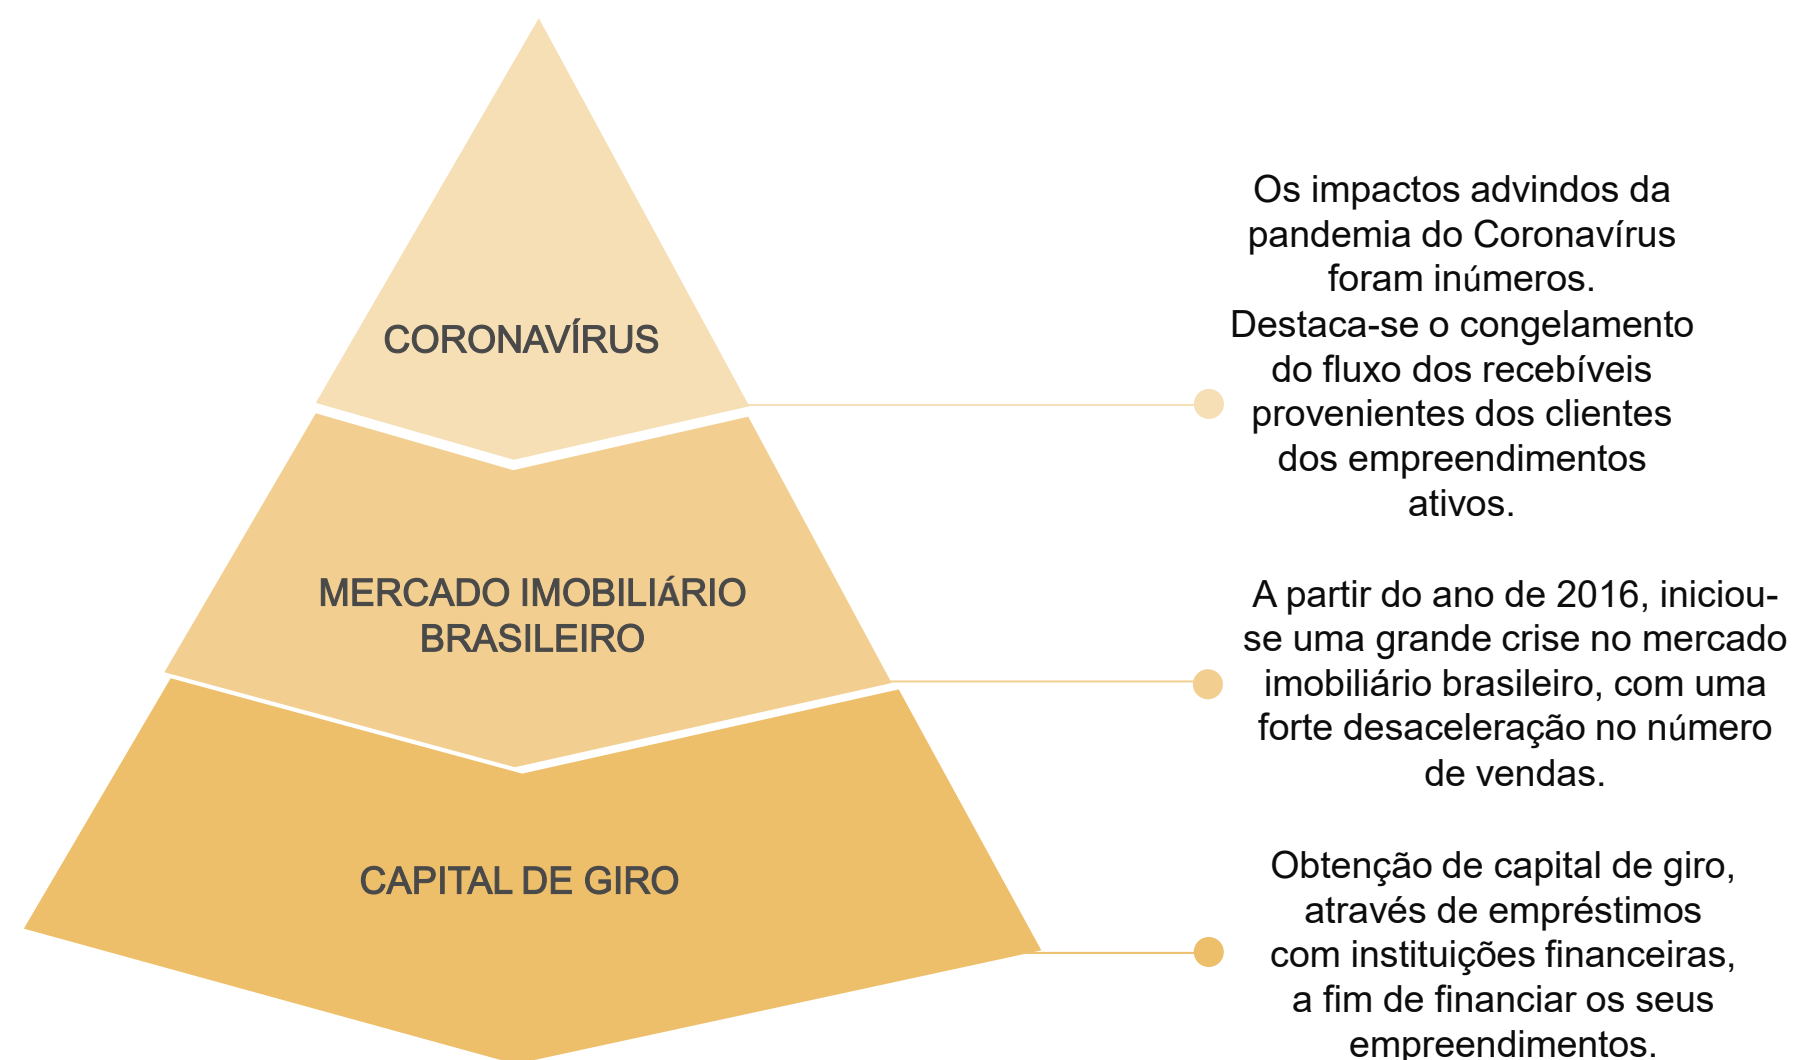 CORONAVÍRUS
Os impactos advindos da
pandemia do Coronavírus
foram inúmeros.
Destaca-se o congelamento
do fluxo dos recebíveis
provenientes dos clientes
dos empreendimentos
ativos.
MERCADO IMOBILIÁRIO
BRASILEIRO
A partir do ano de 2016, iniciou-
se uma grande crise no mercado
imobiliário brasileiro, com uma
forte desaceleração no número
de vendas.
CAPITAL DE GIRO
Obtenção de capital de giro,
através de empréstimos
com instituições financeiras,
a fim de financiar os seus
empreendimentos.